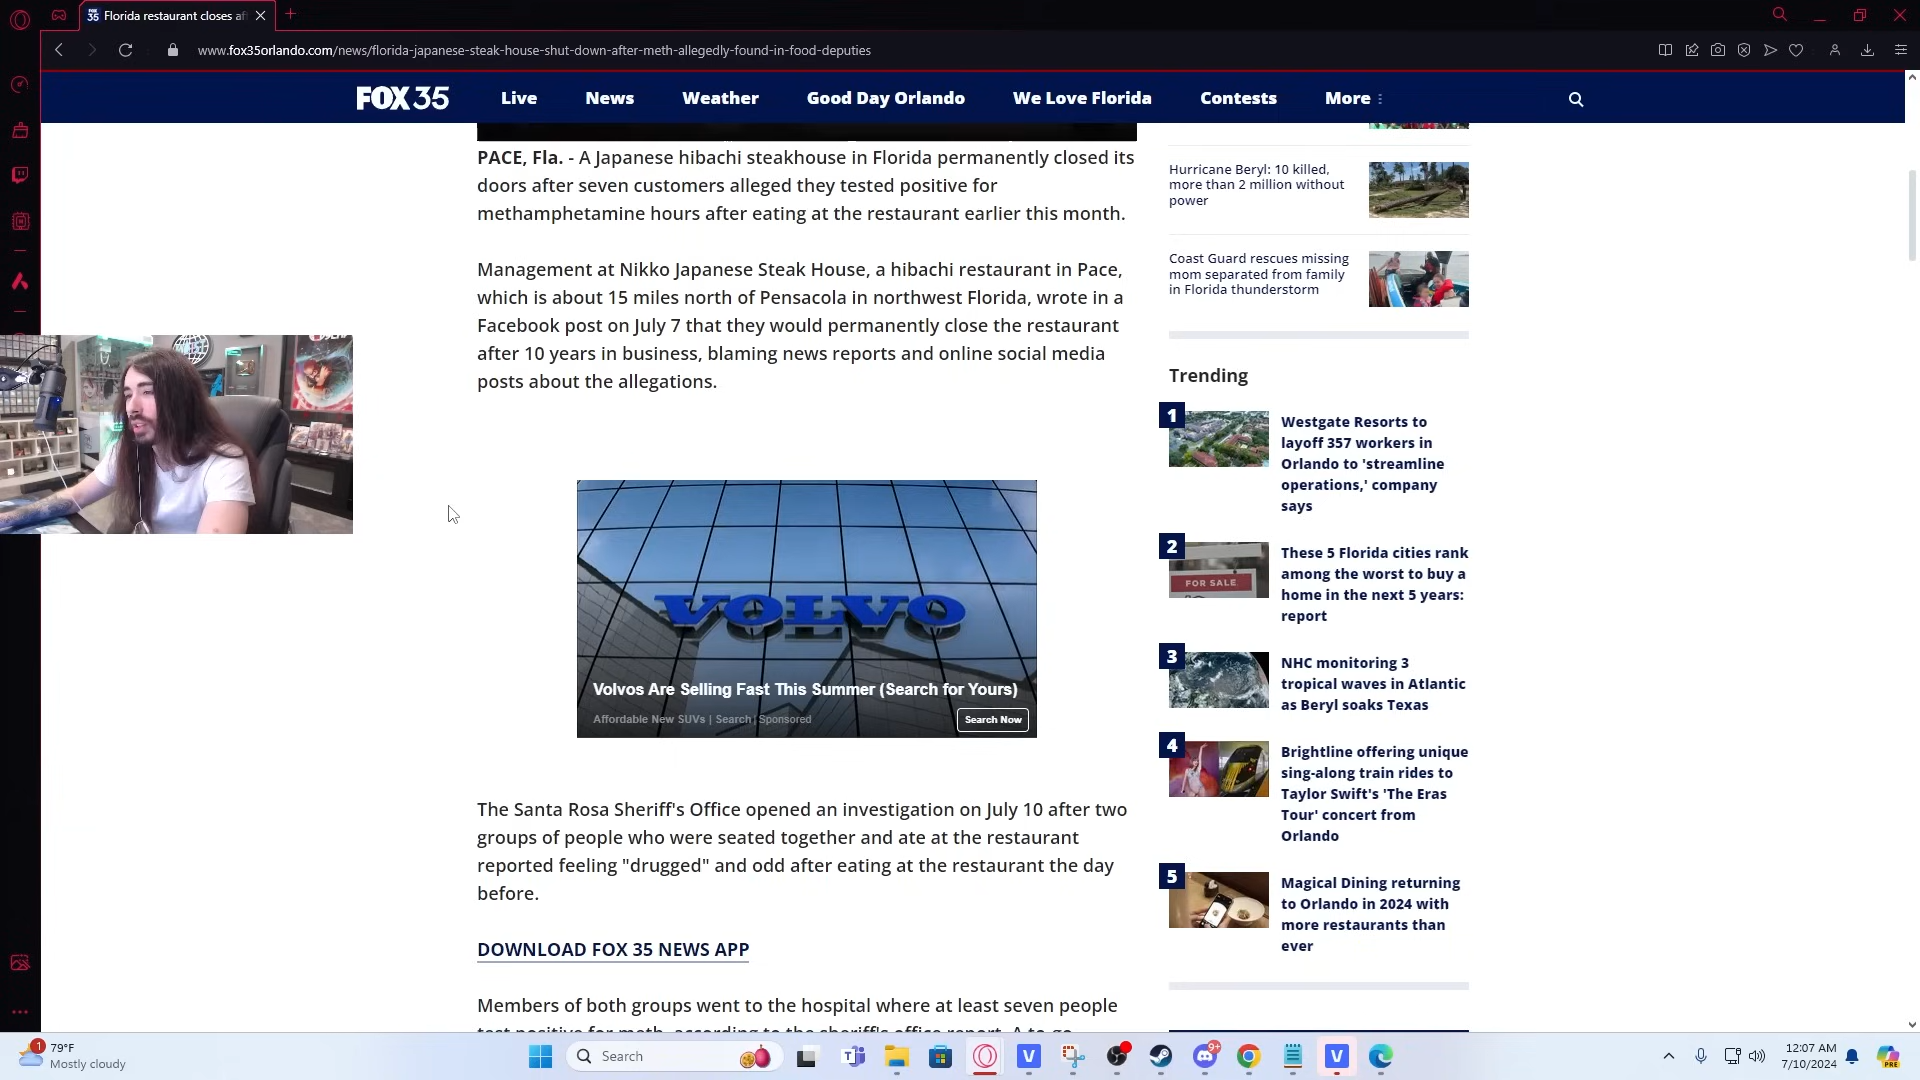 35 Florida restaurant closes af
www.fox35orlando.com/news/florida-japanese-steak-house-shut-down-after-meth-allegedly-found-in-food-deputies
FOX 35 Live News Weather Good Day Orlando We Love Florida Contests More
PACE, Fla. - A Japanese hibachi steakhouse in Florida permanently closed its
doors after seven customers alleged they tested positive for
methamphetamine hours after eating at the restaurant earlier this month.
Management at Nikko Japanese Steak House, a hibachi restaurant in Pace,
which is about 15 miles north of Pensacola in northwest Florida, wrote in a
Facebook post on July 7 that they would permanently close the restaurant
after 10 years in business, blaming news reports and online social media
posts about the allegations.
VOLVO
Volvos Are Selling Fast This Summer (Search for Yours)
Affordable New SUVs | Search | Sponsored
Search Now
The Santa Rosa Sheriff's Office opened an investigation on July 10 after two
groups of people who were seated together and ate at the restaurant
reported feeling "drugged" and odd after eating at the restaurant the day
before.
DOWNLOAD FOX 35 NEWS APP
Members of both groups went to the hospital where at least seven people
Hurricane Beryl: 10 killed,
more than 2 million without
power
Coast Guard rescues missing
mom separated from family
in Florida thunderstorm
Trending
1
Westgate Resorts to
layoff 357 workers in
Orlando to 'streamline
operations,' company
says
2
FOR SALE
These 5 Florida cities rank
among the worst to buy a
home in the next 5 years:
report
3
NHC monitoring 3
tropical waves in Atlantic
as Beryl soaks Texas
4
Brightline offering unique
sing-along train rides to
Taylor Swift's 'The Eras
Tour' concert from
Orlando
5
Magical Dining returning
to Orlando in 2024 with
more restaurants than
ever
1
79°F
Mostly cloudy
Search
9+
12:07 AM
7/10/2024
PRE